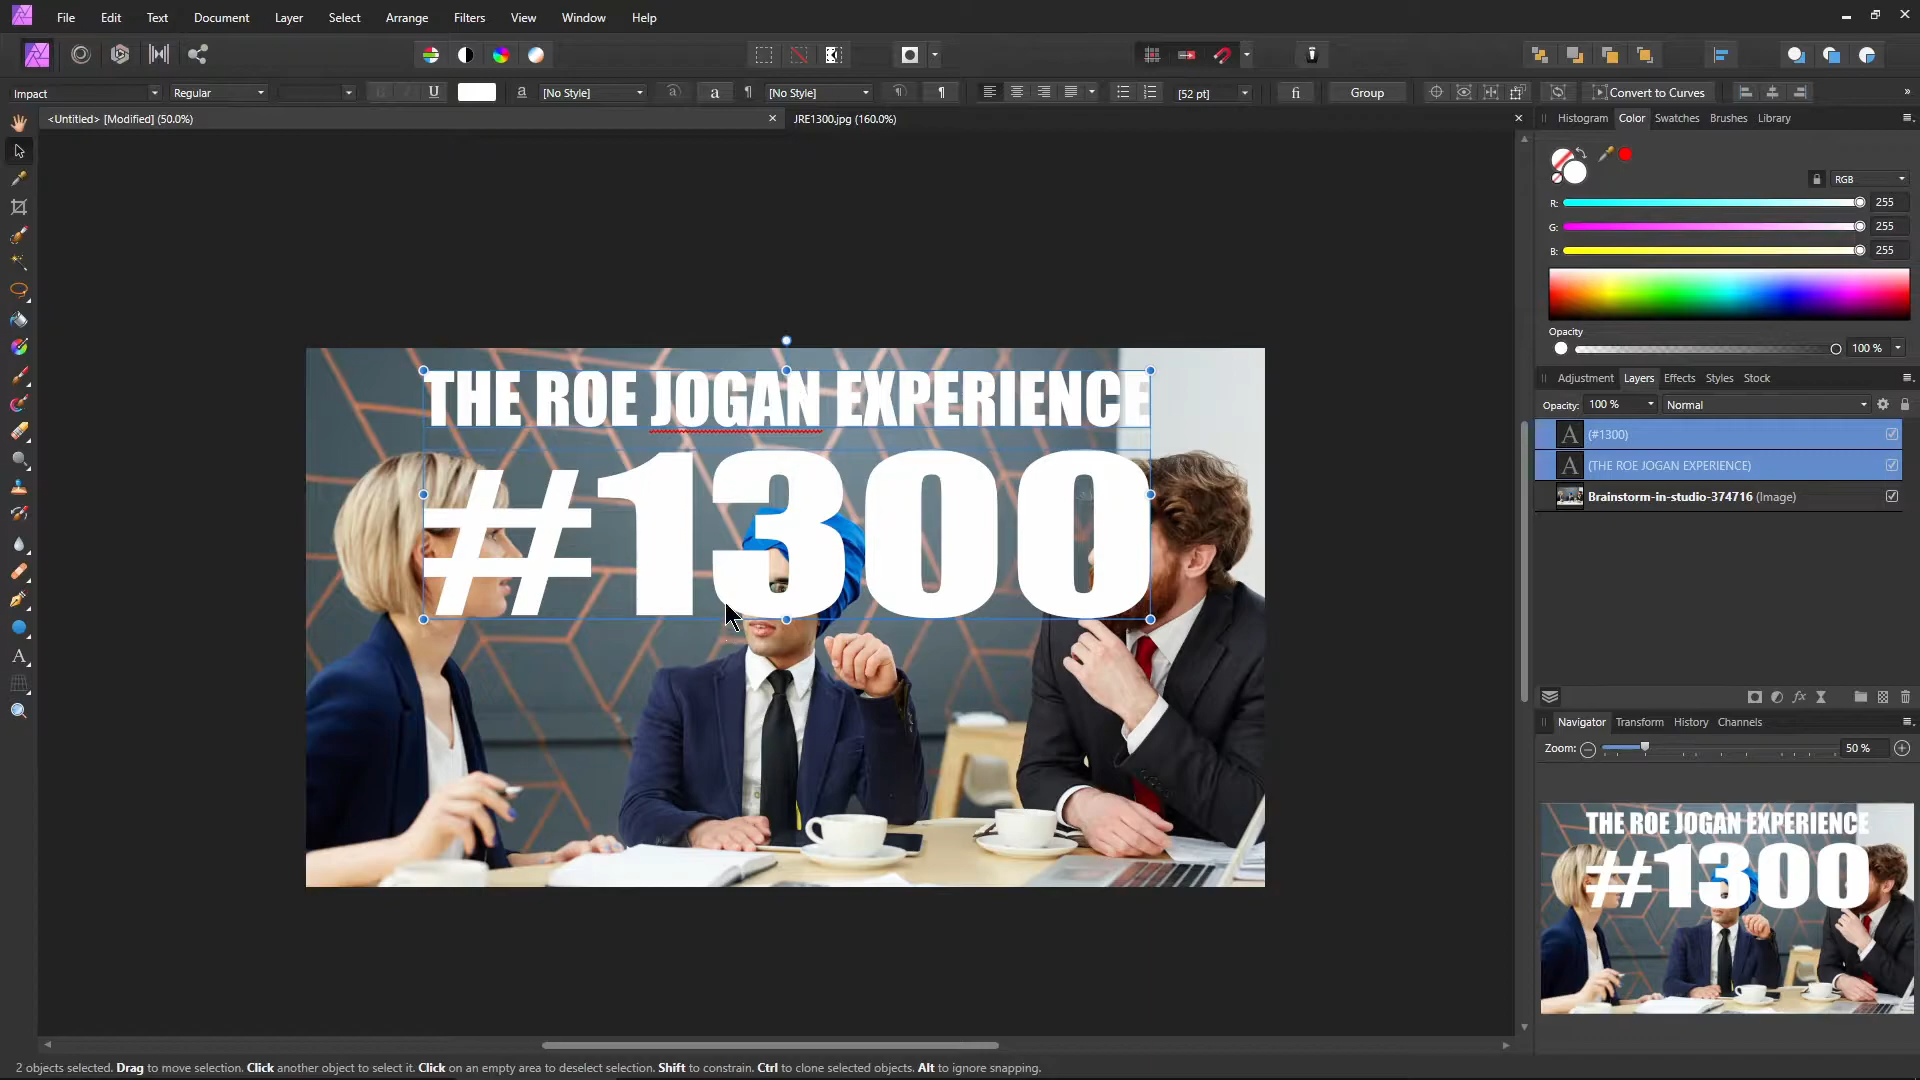 File Edit Text Document Layer Select Arrange Filters View Window Help
Impact Regular U a [No Style] a a ¶ [No Style] ¶ [52 pt] fi Group Convert to Curves »
<Untitled> [Modified] (50.0%) × JRE1300.jpg (160.0%) ×
Histogram Color Swatches Brushes Library
RGB
R: 255
G: 255
B: 255
Opacity
100 %
Adjustment Layers Effects Styles Stock
Opacity: 100 % Normal
A (#1300)
A (THE ROE JOGAN EXPERIENCE)
Brainstorm-in-studio-374716 (Image)
fx
THE ROE JOGAN EXPERIENCE
#1300
Navigator Transform History Channels
Zoom: 50 %
THE ROE JOGAN EXPERIENCE
#1300
A
2 objects selected. Drag to move selection. Click another object to select it. Click on an empty area to deselect selection. Shift to constrain. Ctrl to clone selected objects. Alt to ignore snapping.